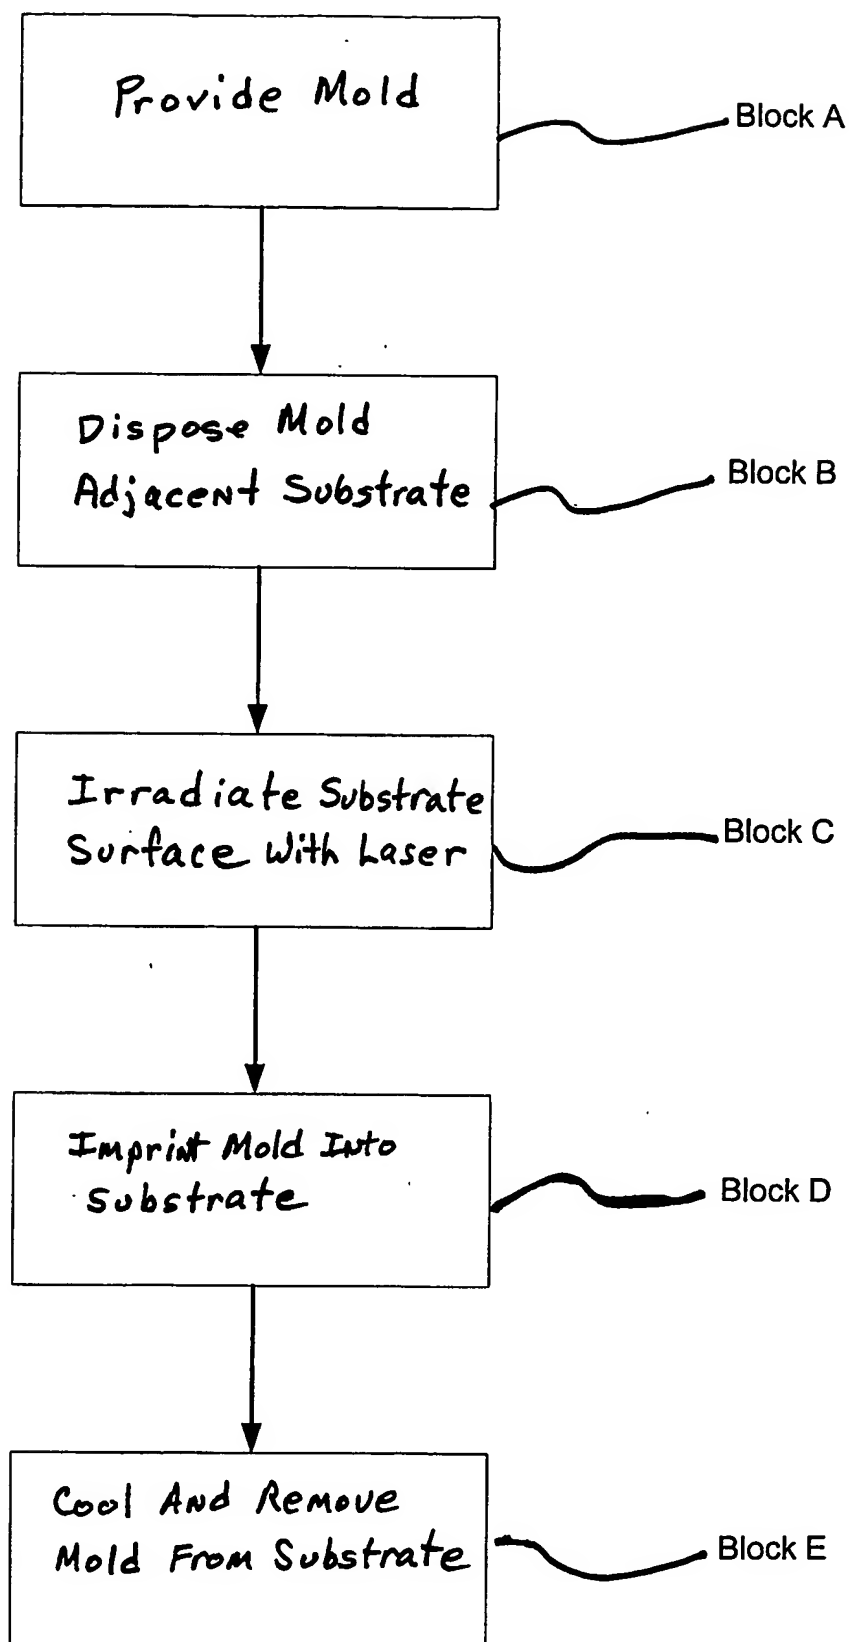 Provide Mold
Block A
Dispose Mold
Adjacent Substrate
Block B
Irradiate Substrate
Surface With Laser
Block C
Imprint Mold Into
Substrate
Block D
Cool And Remove
Mold From Substrate
Block E